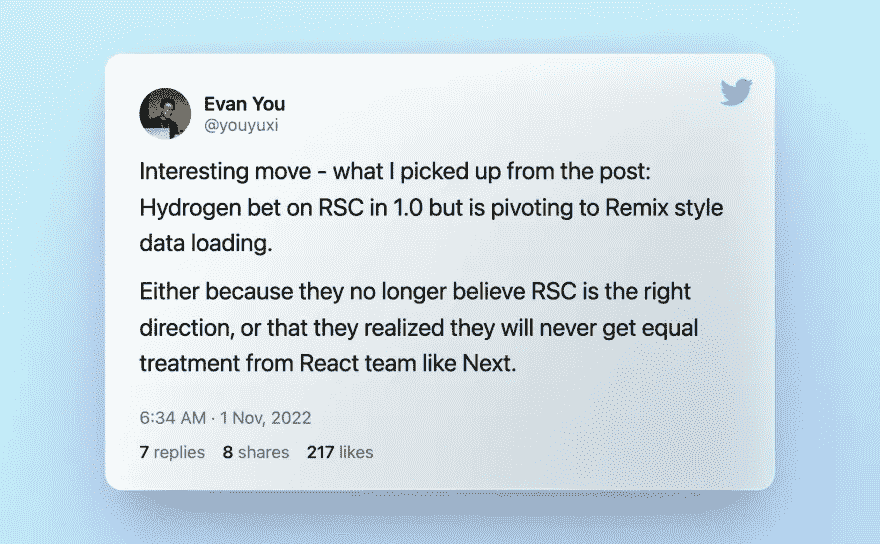 Evan You
@youyuxi
Interesting move - what I picked up from the post:
Hydrogen bet on RSC in 1.0 but is pivoting to Remix style
data loading.
Either because they no longer believe RSC is the right
direction, or that they realized they will never get equal
treatment from React team like Next.
6:34 AM · 1 Nov, 2022
7 replies 8 shares 217 likes